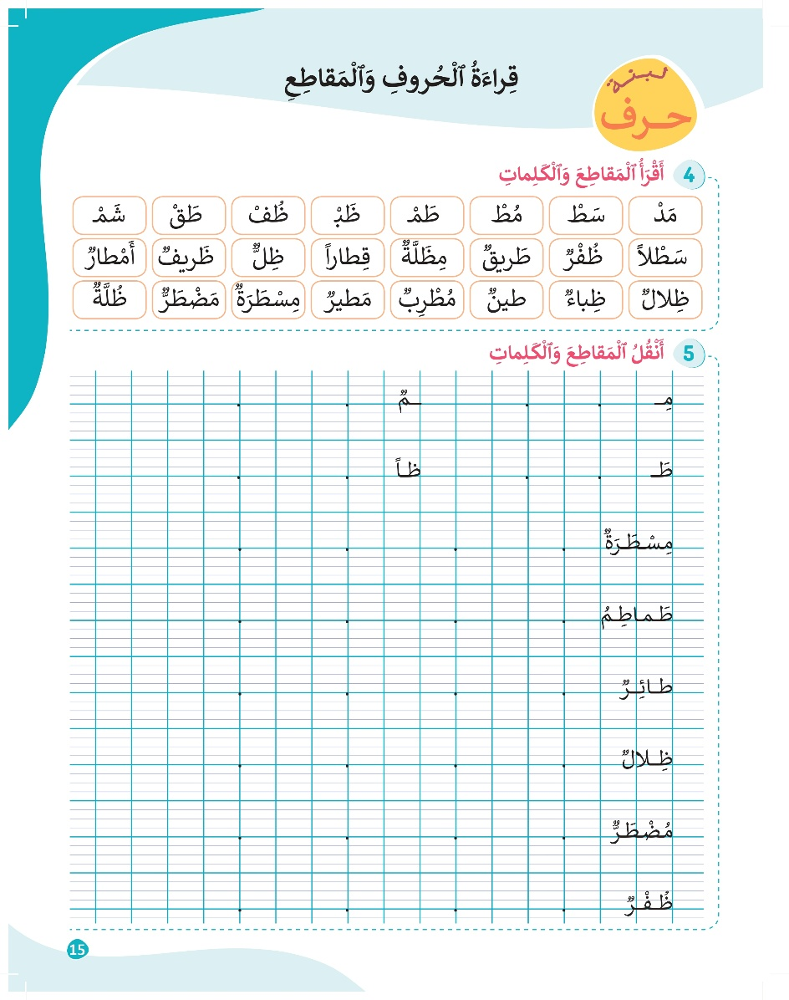 لبنة
حرف
قِراءَةُ ٱلْحُروفِ وَٱلْمَقاطِعِ
4 أَقْرَأُ ٱلْمَقاطِعَ وَٱلْكَلِماتِ
مَدْ سَطْ مُطْ طَمْ ظَبْ ظُفْ طَقْ شَمْ
سَطْلاً ظُفْرٌ طَريقٌ مِظَلَّةٌ قِطاراً ظِلٌّ ظَريفٌ أَمْطارٌ
ظِلالٌ ظِباءٌ طينٌ مُطْرِبٌ مَطيرٌ مِسْطَرَةٌ مَضْطَرٌّ ظُلَّةٌ
5 أَنْقُلُ ٱلْمَقاطِعَ وَٱلْكَلِماتِ
مِـ ـمٌ
طَـ ظاً
مِسْطَرَةٌ
طَماطِمُ
طائِرٌ
ظِلالٌ
مُضْطَرٌّ
ظُفْرٌ
15